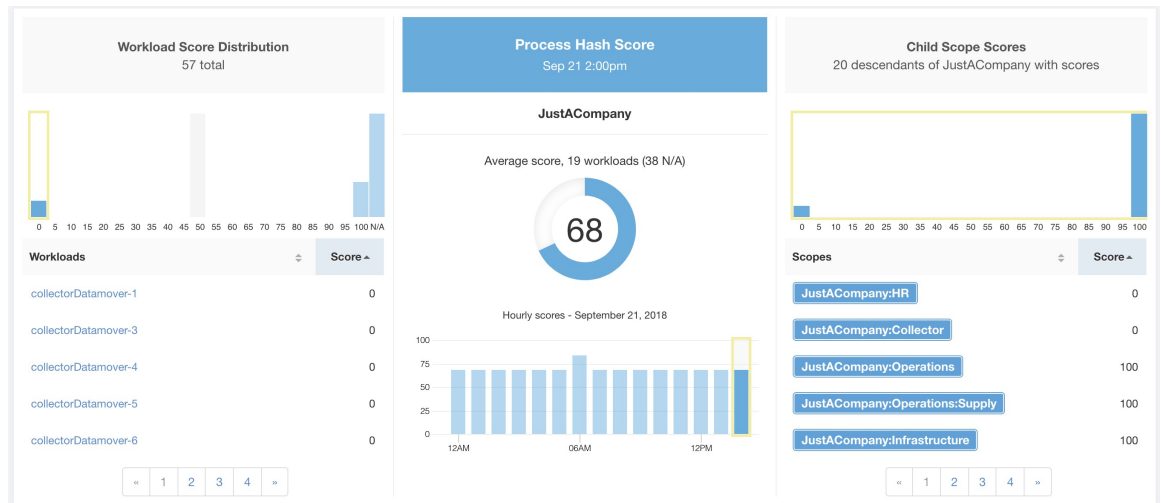 Workload Score Distribution
57 total
0 5 10 15 20 25 30 35 40 45 50 55 60 65 70 75 80 85 90 95 100 N/A
Workloads Score
collectorDatamover-1 0
collectorDatamover-3 0
collectorDatamover-4 0
collectorDatamover-5 0
collectorDatamover-6 0
« 1 2 3 4 »
Process Hash Score
Sep 21 2:00pm
JustACompany
Average score, 19 workloads (38 N/A)
68
Hourly scores - September 21, 2018
100
75
50
25
0
12AM 06AM 12PM
Child Scope Scores
20 descendants of JustACompany with scores
0 5 10 15 20 25 30 35 40 45 50 55 60 65 70 75 80 85 90 95 100
Scopes Score
JustACompany:HR 0
JustACompany:Collector 0
JustACompany:Operations 100
JustACompany:Operations:Supply 100
JustACompany:Infrastructure 100
« 1 2 3 4 »